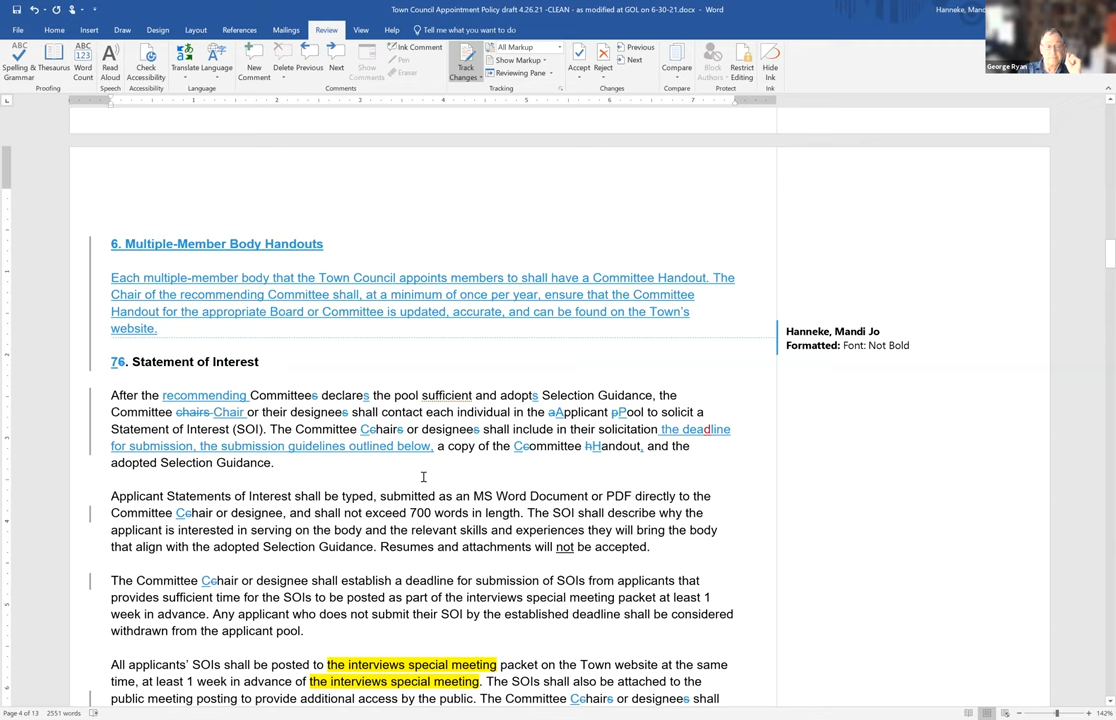 Town Council Appointment Policy draft 4.26.21 -CLEAN - as modified at GOL on 6-30-21.docx - Word
Hanneke, Mandi
File Home Insert Draw Design Layout References Mailings Review View Help Tell me what you want to do
George Ryan
Spelling & Grammar Thesaurus Word Count Read Aloud Check Accessibility Translate Language New Comment Delete Previous Next Show Comments Ink Comment Pen Eraser Track Changes All Markup Show Markup Reviewing Pane Accept Reject Previous Next Compare Block Authors Restrict Editing Hide Ink
Proofing Speech Accessibility Language Comments Tracking Changes Compare Protect Ink
6. Multiple-Member Body Handouts
Each multiple-member body that the Town Council appoints members to shall have a Committee Handout. The
Chair of the recommending Committee shall, at a minimum of once per year, ensure that the Committee
Handout for the appropriate Board or Committee is updated, accurate, and can be found on the Town's
website.
Hanneke, Mandi Jo
Formatted: Font: Not Bold
76. Statement of Interest
After the recommending Committees declares the pool sufficient and adopts Selection Guidance, the
Committee chairs Chair or their designees shall contact each individual in the aApplicant pPool to solicit a
Statement of Interest (SOI). The Committee Cchairs or designees shall include in their solicitation the deadline
for submission, the submission guidelines outlined below, a copy of the Ccommittee hHandout, and the
adopted Selection Guidance.
Applicant Statements of Interest shall be typed, submitted as an MS Word Document or PDF directly to the
Committee Cchair or designee, and shall not exceed 700 words in length. The SOI shall describe why the
applicant is interested in serving on the body and the relevant skills and experiences they will bring the body
that align with the adopted Selection Guidance. Resumes and attachments will not be accepted.
The Committee Cchair or designee shall establish a deadline for submission of SOIs from applicants that
provides sufficient time for the SOIs to be posted as part of the interviews special meeting packet at least 1
week in advance. Any applicant who does not submit their SOI by the established deadline shall be considered
withdrawn from the applicant pool.
All applicants' SOIs shall be posted to the interviews special meeting packet on the Town website at the same
time, at least 1 week in advance of the interviews special meeting. The SOIs shall also be attached to the
public meeting posting to provide additional access by the public. The Committee Cchairs or designees shall
Page 4 of 13 2551 words
142%